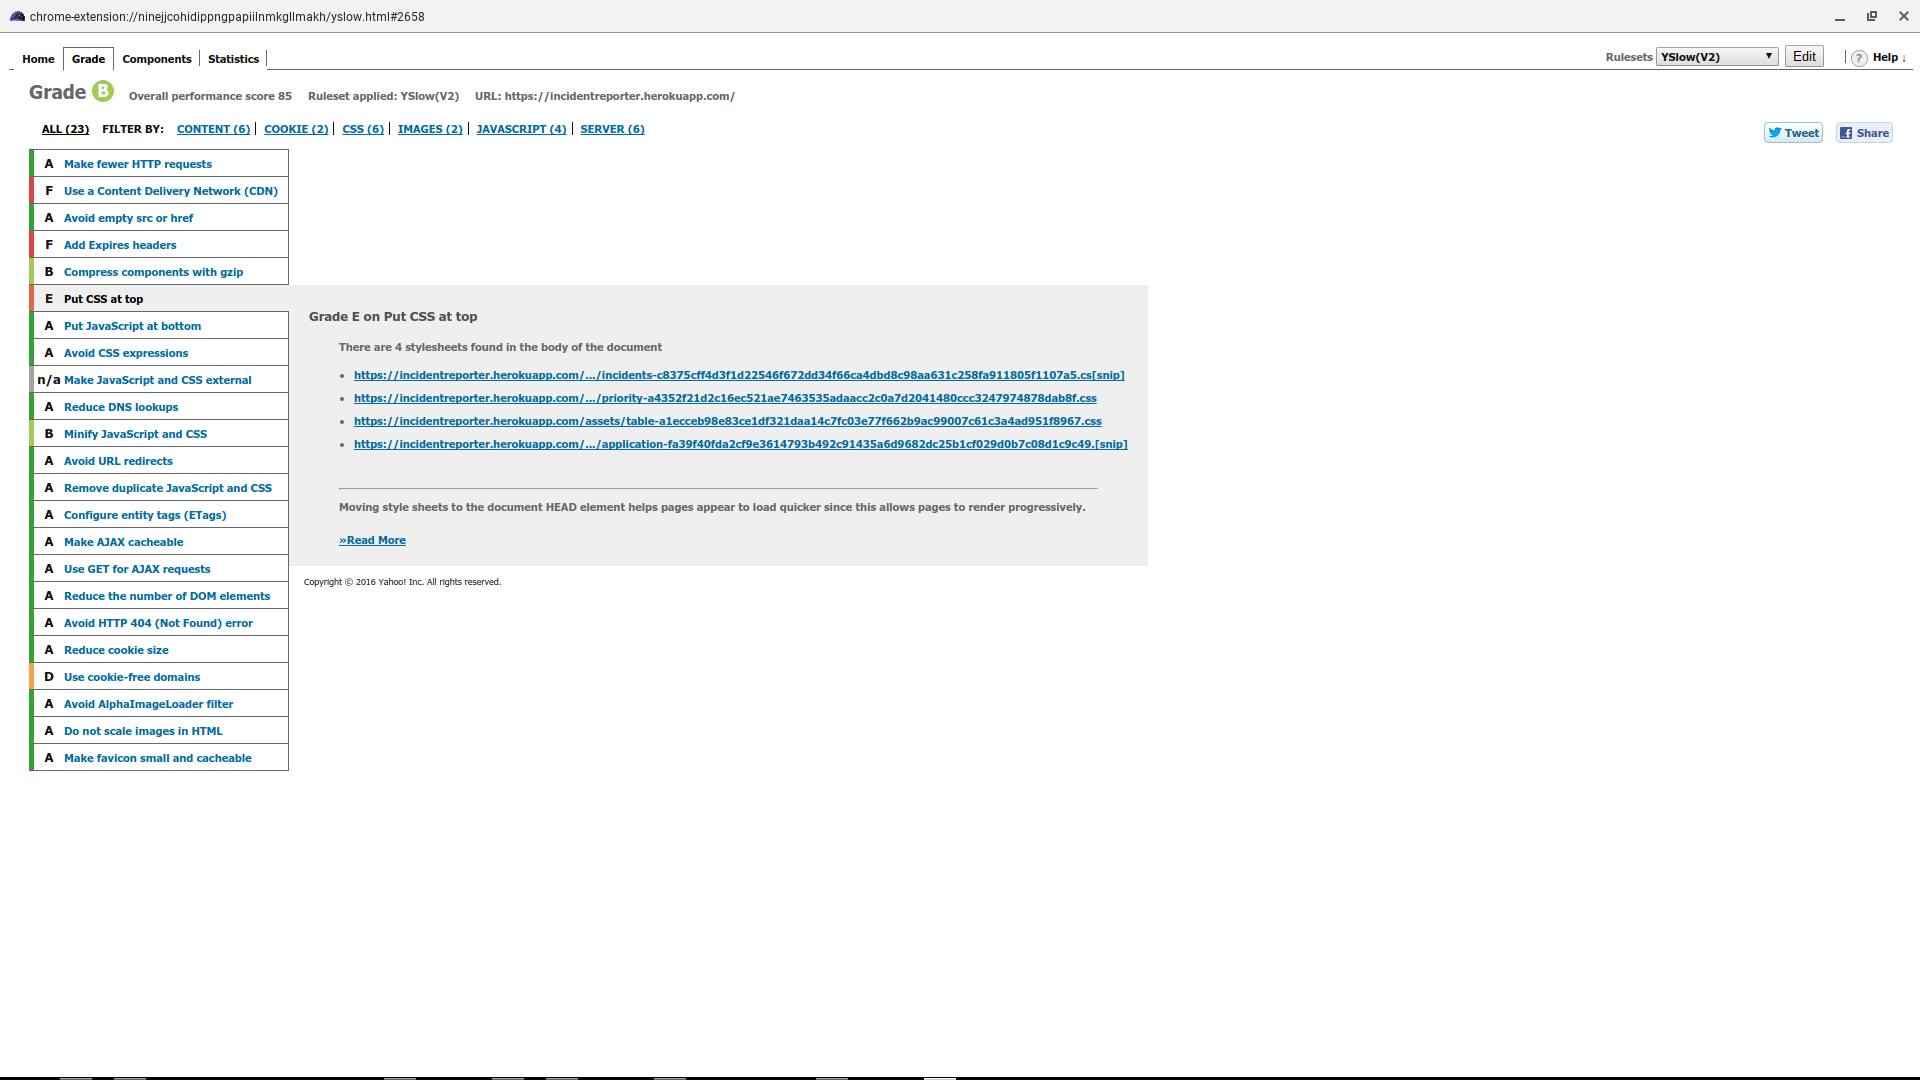 chrome-extension://ninejjcohidippngpapiilnmkgllmakh/yslow.html#2658
Home Grade Components Statistics Rulesets YSlow(V2) Edit ? Help ↓
Grade B Overall performance score 85 Ruleset applied: YSlow(V2) URL: https://incidentreporter.herokuapp.com/
ALL (23) FILTER BY: CONTENT (6) COOKIE (2) CSS (6) IMAGES (2) JAVASCRIPT (4) SERVER (6)
Tweet Share
A Make fewer HTTP requests
F Use a Content Delivery Network (CDN)
A Avoid empty src or href
F Add Expires headers
B Compress components with gzip
E Put CSS at top
A Put JavaScript at bottom
A Avoid CSS expressions
n/a Make JavaScript and CSS external
A Reduce DNS lookups
B Minify JavaScript and CSS
A Avoid URL redirects
A Remove duplicate JavaScript and CSS
A Configure entity tags (ETags)
A Make AJAX cacheable
A Use GET for AJAX requests
A Reduce the number of DOM elements
A Avoid HTTP 404 (Not Found) error
A Reduce cookie size
D Use cookie-free domains
A Avoid AlphaImageLoader filter
A Do not scale images in HTML
A Make favicon small and cacheable
Grade E on Put CSS at top
There are 4 stylesheets found in the body of the document
• https://incidentreporter.herokuapp.com/.../incidents-c8375cff4d3f1d22546f672dd34f66ca4dbd8c98aa631c258fa911805f1107a5.cs[snip]
• https://incidentreporter.herokuapp.com/.../priority-a4352f21d2c16ec521ae7463535adaacc2c0a7d2041480ccc3247974878dab8f.css
• https://incidentreporter.herokuapp.com/assets/table-a1ecceb98e83ce1df321daa14c7fc03e77f662b9ac99007c61c3a4ad951f8967.css
• https://incidentreporter.herokuapp.com/.../application-fa39f40fda2cf9e3614793b492c91435a6d9682dc25b1cf029d0b7c08d1c9c49.[snip]
Moving style sheets to the document HEAD element helps pages appear to load quicker since this allows pages to render progressively.
»Read More
Copyright © 2016 Yahoo! Inc. All rights reserved.